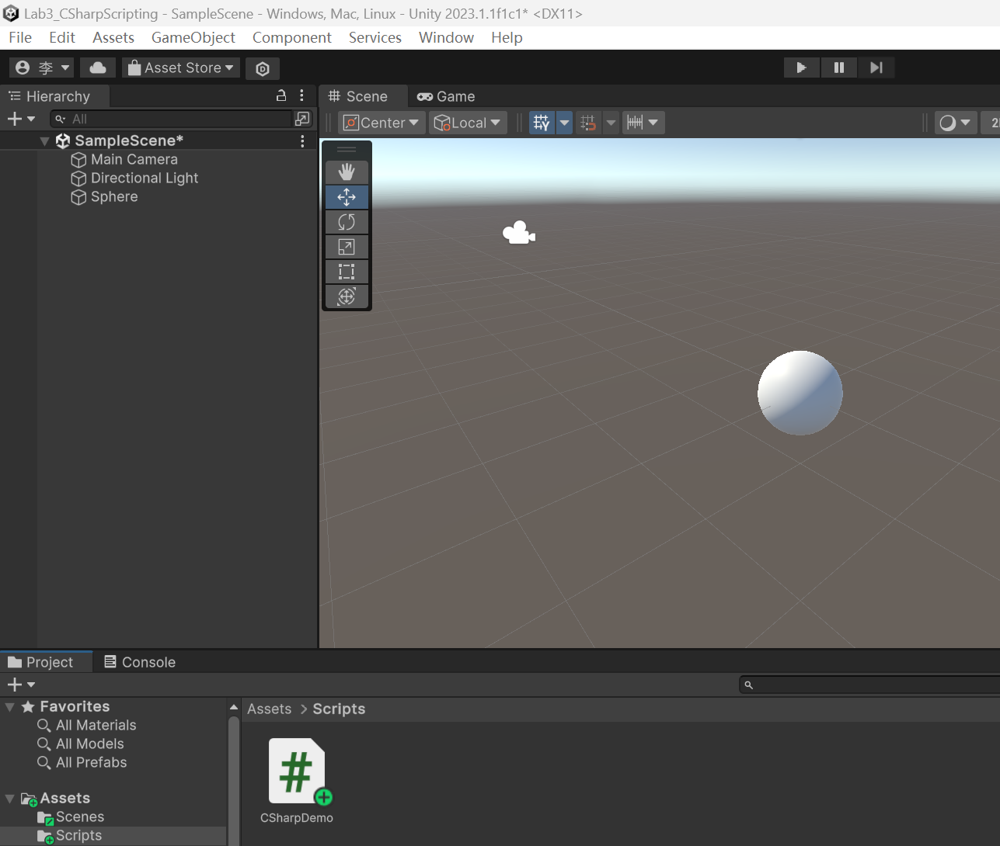 Lab3_CSharpScripting - SampleScene - Windows, Mac, Linux - Unity 2023.1.1f1c1* <DX11>
File Edit Assets GameObject Component Services Window Help
李 Asset Store
Hierarchy
Scene Game
All
Center Local
SampleScene*
Main Camera
Directional Light
Sphere
Project Console
Favorites
All Materials
All Models
All Prefabs
Assets
Scenes
Scripts
Assets > Scripts
#
CSharpDemo